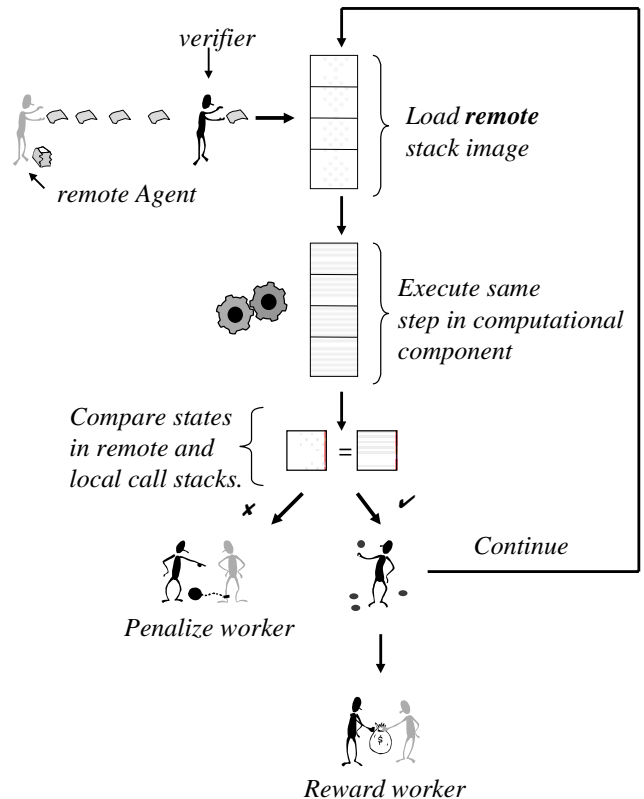 verifier
Load remote
stack image
remote Agent
Execute same
step in computational
component
Compare states
in remote and
local call stacks.
=
✘
✔
Continue
Penalize worker
$
Reward worker